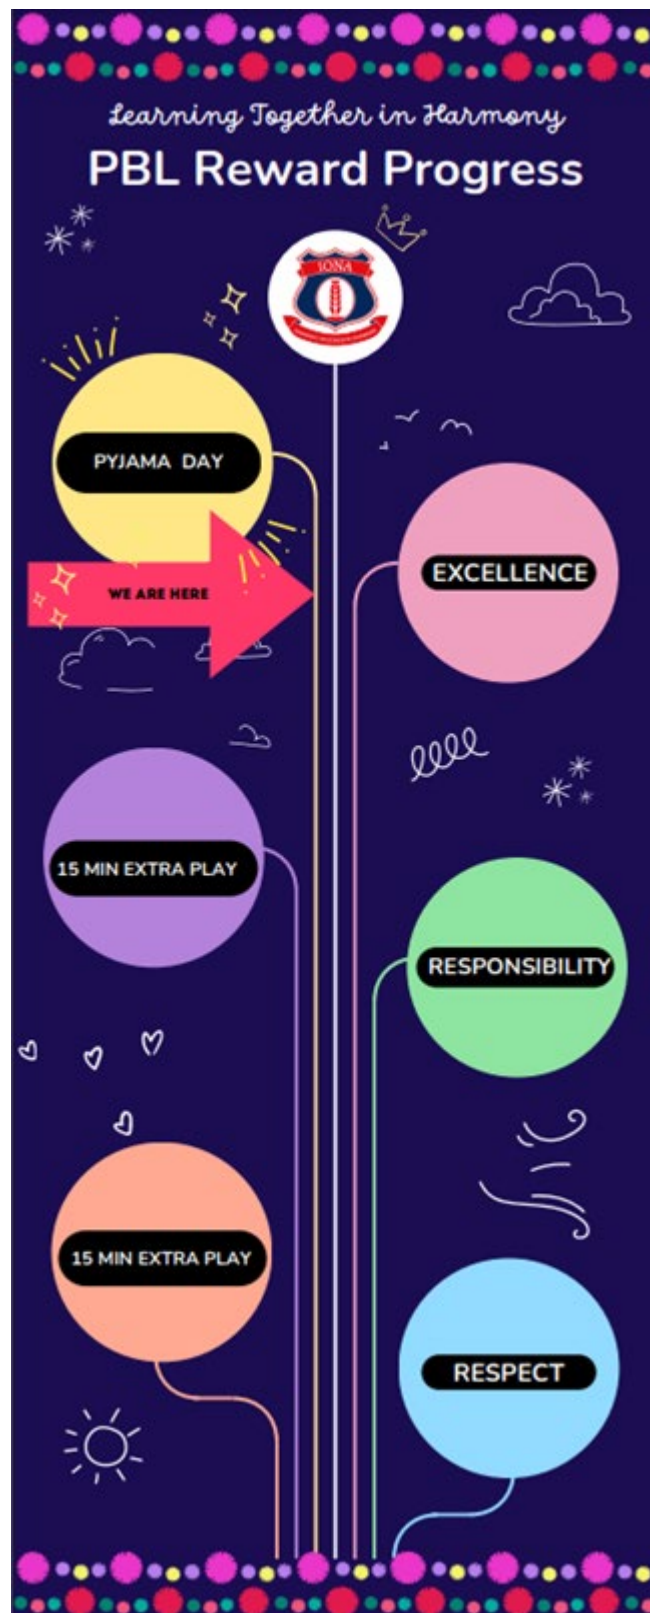 Learning Together in Harmony
PBL Reward Progress
IONA
PYJAMA DAY
EXCELLENCE
WE ARE HERE
15 MIN EXTRA PLAY
RESPONSIBILITY
15 MIN EXTRA PLAY
RESPECT